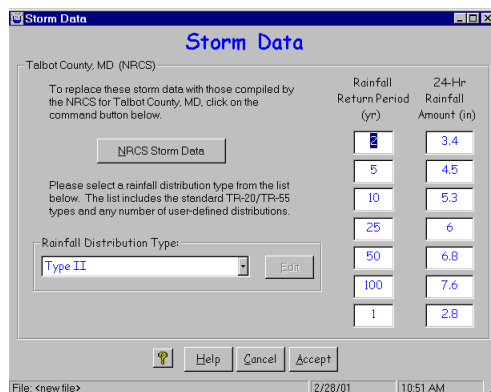 Storm Data
Storm Data
Talbot County, MD (NRCS)
To replace these storm data with those compiled by
the NRCS for Talbot County, MD, click on the
command button below.
NRCS Storm Data
Please select a rainfall distribution type from the list
below. The list includes the standard TR-20/TR-55
types and any number of user-defined distributions.
Rainfall Distribution Type:
Type II
Edit
Rainfall 24-Hr
Return Period Rainfall
(yr) Amount (in)
2 3.4
5 4.5
10 5.3
25 6
50 6.8
100 7.6
1 2.8
? Help Cancel Accept
File: <new file> 2/28/01 10:51 AM